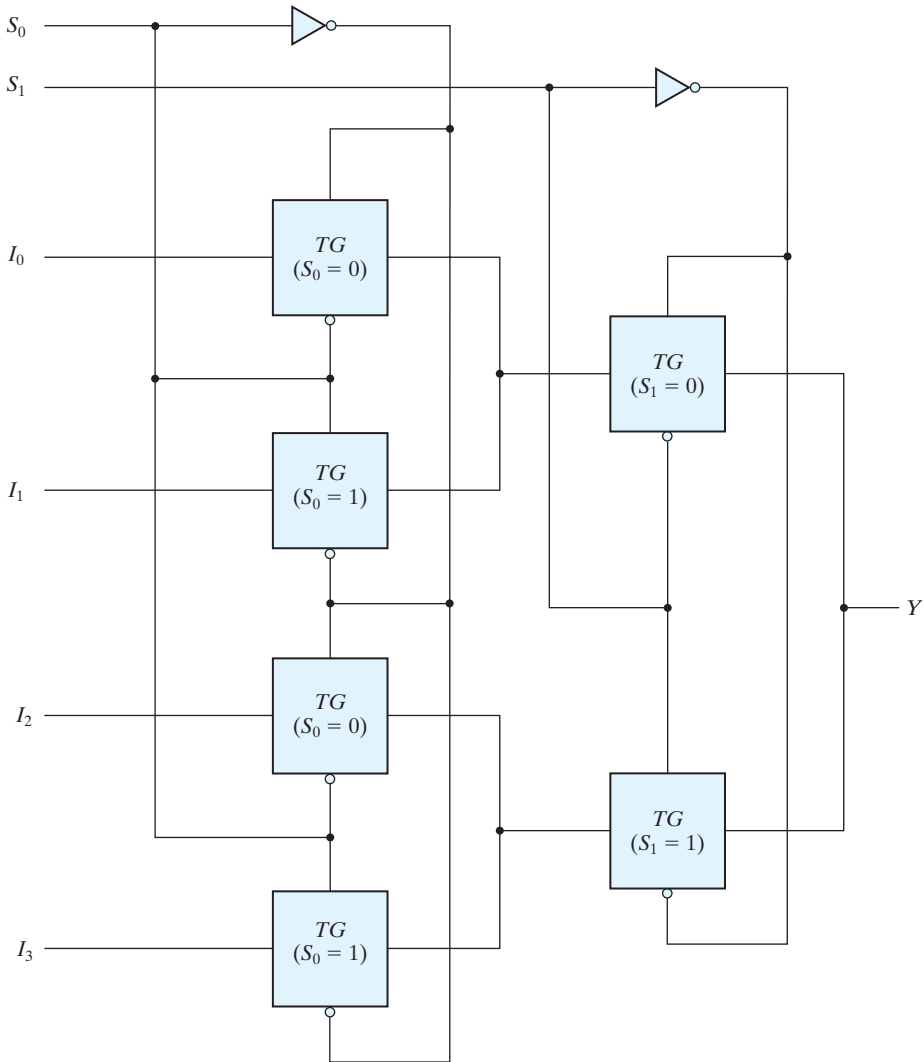 S₀
S₁
I₀
TG
(S₀ = 0)
TG
(S₁ = 0)
I₁
TG
(S₀ = 1)
Y
I₂
TG
(S₀ = 0)
TG
(S₁ = 1)
I₃
TG
(S₀ = 1)